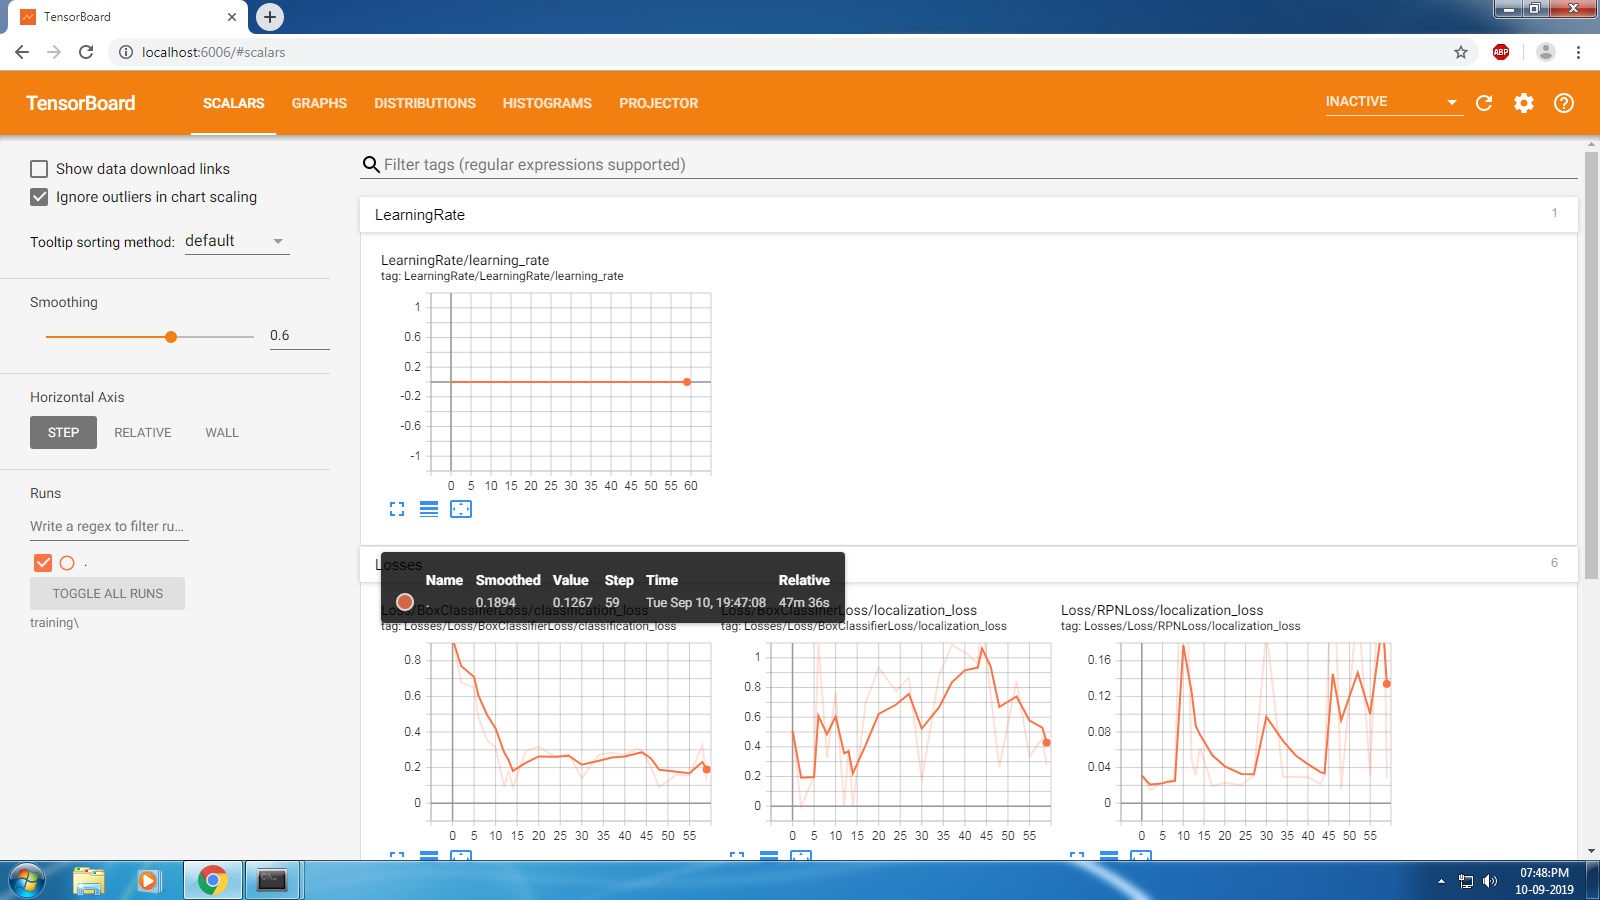 TensorBoard
localhost:6006/#scalars
ABP
TensorBoard SCALARS GRAPHS DISTRIBUTIONS HISTOGRAMS PROJECTOR INACTIVE
Show data download links
Ignore outliers in chart scaling
Tooltip sorting method: default
Smoothing
0.6
Horizontal Axis
STEP RELATIVE WALL
Runs
Write a regex to filter ru...
.
TOGGLE ALL RUNS
training\
Filter tags (regular expressions supported)
LearningRate 1
LearningRate/learning_rate
tag: LearningRate/LearningRate/learning_rate
1
0.6
0.2
-0.2
-0.6
-1
0 5 10 15 20 25 30 35 40 45 50 55 60
Losses 6
Name Smoothed Value Step Time Relative
. 0.1894 0.1267 59 Tue Sep 10, 19:47:08 47m 36s
Loss/BoxClassifierLoss/classification_loss
tag: Losses/Loss/BoxClassifierLoss/classification_loss
0.8
0.6
0.4
0.2
0
0 5 10 15 20 25 30 35 40 45 50 55
Loss/BoxClassifierLoss/localization_loss
tag: Losses/Loss/BoxClassifierLoss/localization_loss
1
0.8
0.6
0.4
0.2
0
0 5 10 15 20 25 30 35 40 45 50 55
Loss/RPNLoss/localization_loss
tag: Losses/Loss/RPNLoss/localization_loss
0.16
0.12
0.08
0.04
0
0 5 10 15 20 25 30 35 40 45 50 55
07:48:PM
10-09-2019